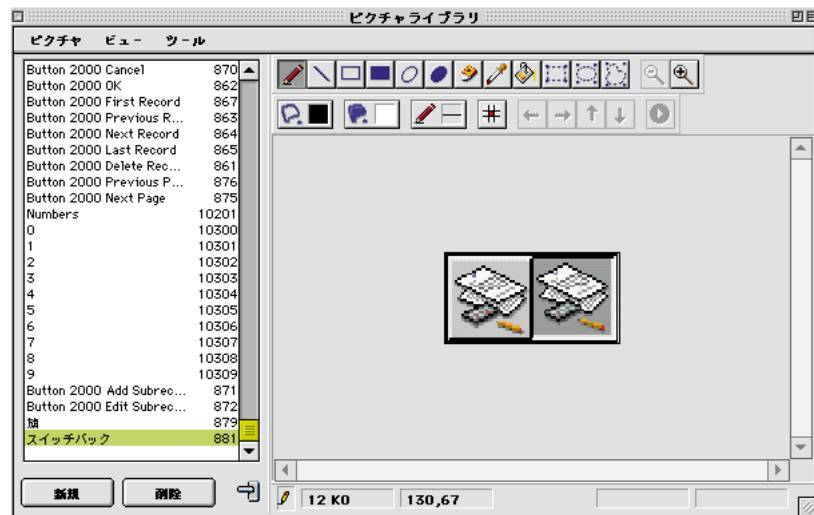 ピクチャライブラリ
ピクチャ ビュー ツール
Button 2000 Cancel 870
Button 2000 OK 862
Button 2000 First Record 867
Button 2000 Previous R... 863
Button 2000 Next Record 864
Button 2000 Last Record 865
Button 2000 Delete Rec... 861
Button 2000 Previous P... 876
Button 2000 Next Page 875
Numbers 10201
0 10300
1 10301
2 10302
3 10303
4 10304
5 10305
6 10306
7 10307
8 10308
9 10309
Button 2000 Add Subrec... 871
Button 2000 Edit Subrec... 872
879
スイッチバック 881
新規 削除
12 KO 130,67